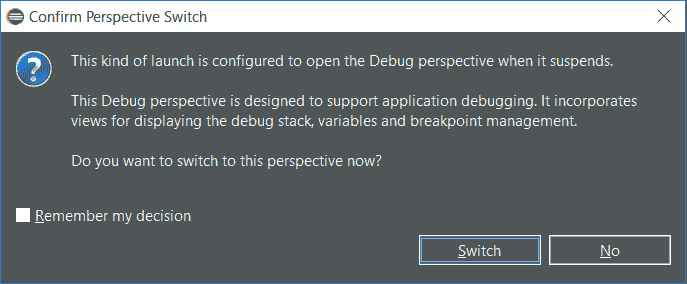 Confirm Perspective Switch
This kind of launch is configured to open the Debug perspective when it suspends.
This Debug perspective is designed to support application debugging. It incorporates
views for displaying the debug stack, variables and breakpoint management.
Do you want to switch to this perspective now?
Remember my decision
Switch
No